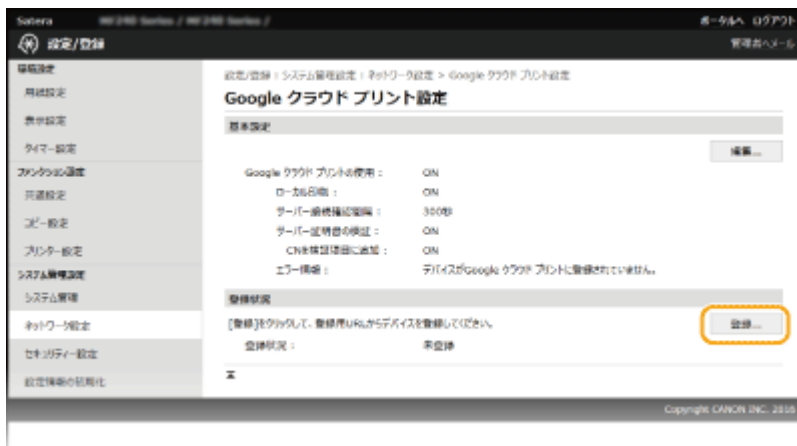 Satera
ポータルへ ログアウト
設定/登録
管理者へメール
環境設定
用紙設定
表示設定
タイマー設定
ファンクション設定
共通設定
コピー設定
プリンター設定
システム管理設定
システム管理
ネットワーク設定
セキュリティー設定
設定情報の初期化
設定/登録 : システム管理設定 : ネットワーク設定 > Google クラウド プリント設定
Google クラウド プリント設定
基本設定
編集...
Google クラウド プリントの使用 : ON
ローカル印刷 : ON
サーバー接続確認間隔 : 300秒
サーバー証明書の検証 : ON
CNを検証項目に追加 : ON
エラー情報 : デバイスがGoogle クラウド プリントに登録されていません。
登録状況
[登録]をクリックして、登録用URLからデバイスを登録してください。
登録...
登録状況 : 未登録
Copyright CANON INC. 2016